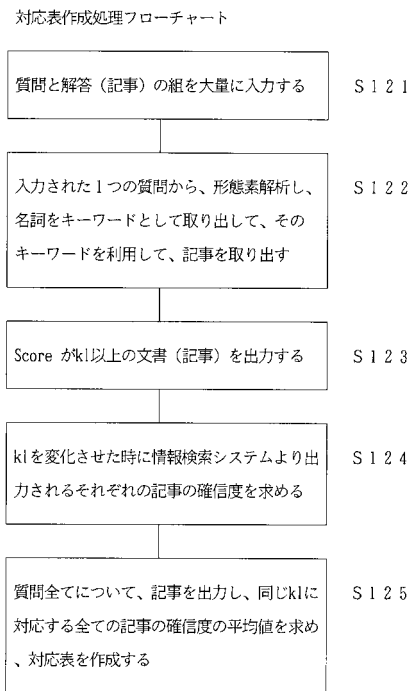 対応表作成処理フローチャート
質問と解答（記事）の組を大量に入力する
Ｓ１２１
入力された１つの質問から、形態素解析し、
名詞をキーワードとして取り出して、その
キーワードを利用して、記事を取り出す
Ｓ１２２
Score がkl以上の文書（記事）を出力する
Ｓ１２３
klを変化させた時に情報検索システムより出
力されるそれぞれの記事の確信度を求める
Ｓ１２４
質問全てについて、記事を出力し、同じklに
対応する全ての記事の確信度の平均値を求め
、対応表を作成する
Ｓ１２５